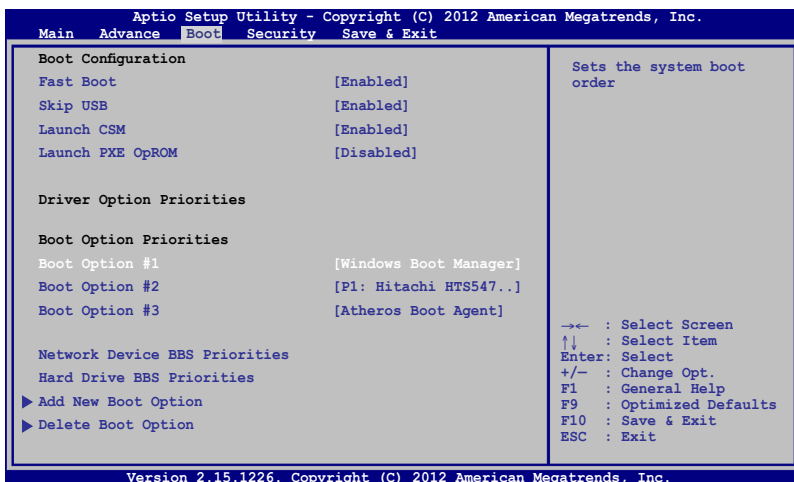 Aptio Setup Utility - Copyright (C) 2012 American Megatrends, Inc.
Main Advance Boot Security Save & Exit
Boot Configuration
Fast Boot [Enabled]
Skip USB [Enabled]
Launch CSM [Enabled]
Launch PXE OpROM [Disabled]
Driver Option Priorities
Boot Option Priorities
Boot Option #1 [Windows Boot Manager]
Boot Option #2 [P1: Hitachi HTS547..]
Boot Option #3 [Atheros Boot Agent]
Network Device BBS Priorities
Hard Drive BBS Priorities
Add New Boot Option
Delete Boot Option
Sets the system boot
order
→← : Select Screen
↑↓ : Select Item
Enter: Select
+/— : Change Opt.
F1 : General Help
F9 : Optimized Defaults
F10 : Save & Exit
ESC : Exit
Version 2.15.1226. Copyright (C) 2012 American Megatrends, Inc.